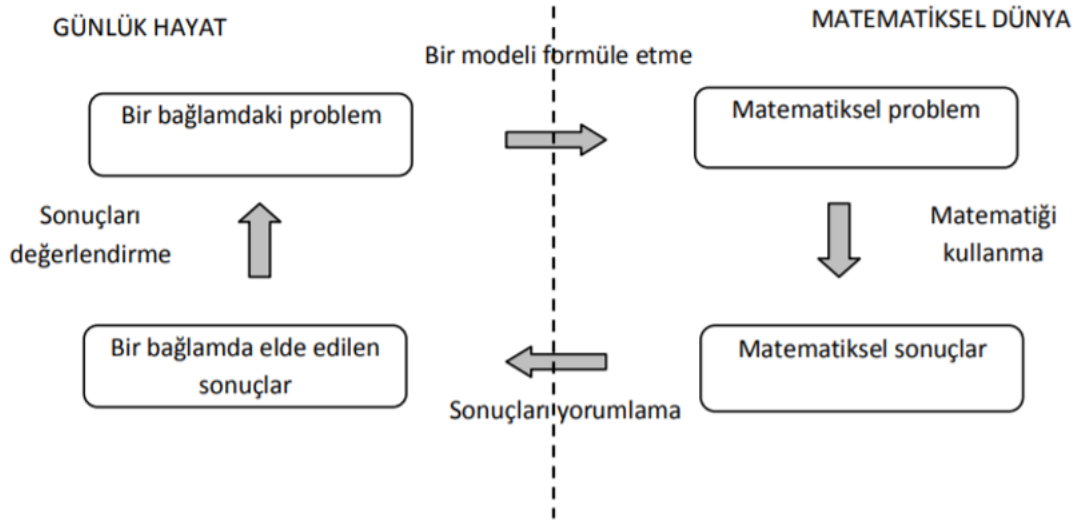 GÜNLÜK HAYAT
MATEMATİKSEL DÜNYA
Bir modeli formüle etme
Bir bağlamdaki problem
Matematiksel problem
Sonuçları
değerlendirme
Matematiği
kullanma
Bir bağlamda elde edilen
sonuçlar
Matematiksel sonuçlar
Sonuçları yorumlama